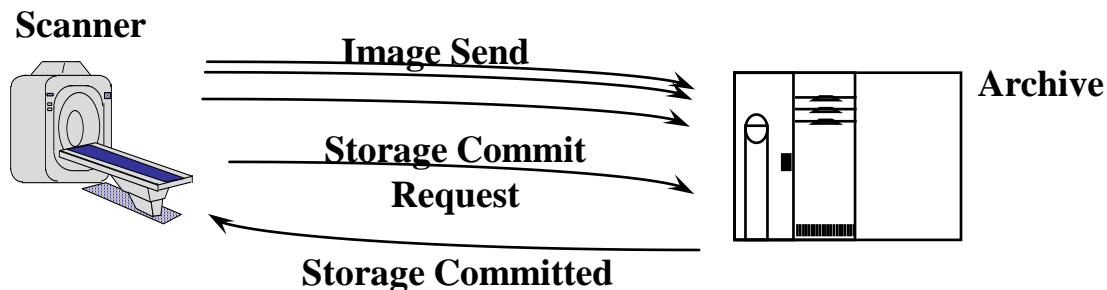 Scanner
Image Send
Archive
Storage Commit
Request
Storage Committed